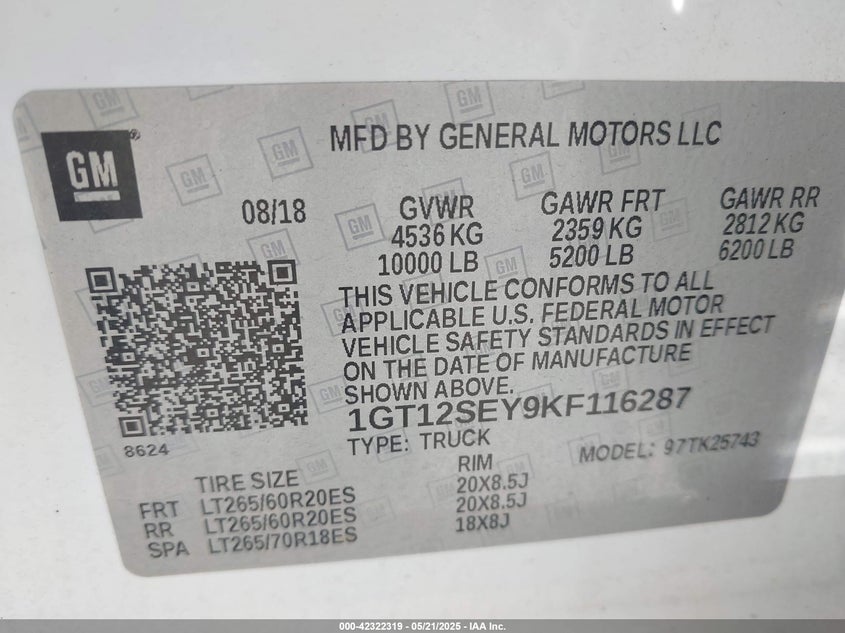 GM
MFD BY GENERAL MOTORS LLC
08/18
GVWR GAWR FRT GAWR RR
4536 KG 2359 KG 2812 KG
10000 LB 5200 LB 6200 LB
THIS VEHICLE CONFORMS TO ALL
APPLICABLE U.S. FEDERAL MOTOR
VEHICLE SAFETY STANDARDS IN EFFECT
ON THE DATE OF MANUFACTURE
SHOWN ABOVE.
1GT12SEY9KF116287
8624
TYPE: TRUCK MODEL: 97TK25743
TIRE SIZE RIM
FRT LT265/60R20ES 20X8.5J
RR LT265/60R20ES 20X8.5J
SPA LT265/70R18ES 18X8J
000-42322319 - 05/21/2025 - IAA Inc.